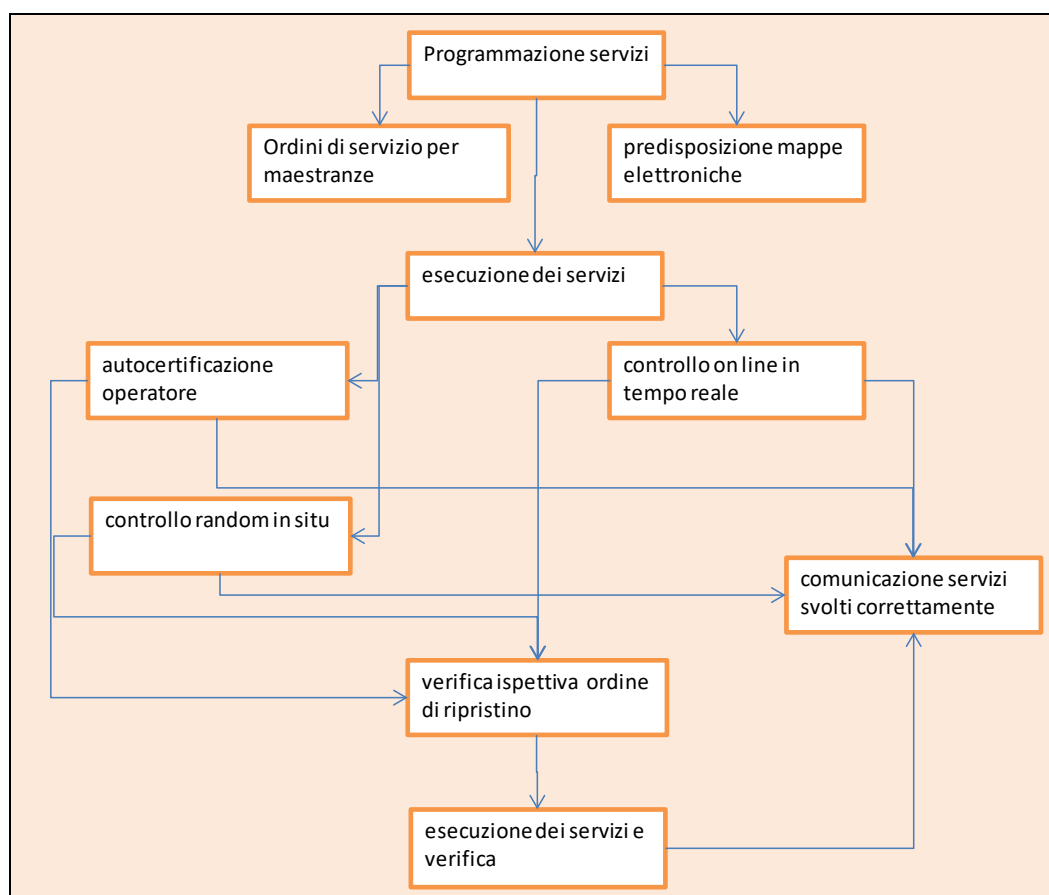 Programmazione servizi
Ordini di servizio per
maestranze
predisposizione mappe
elettroniche
esecuzione dei servizi
autocertificazione
operatore
controllo on line in
tempo reale
controllo random in situ
comunicazione servizi
svolti correttamente
verifica ispettiva ordine
di ripristino
esecuzione dei servizi e
verifica